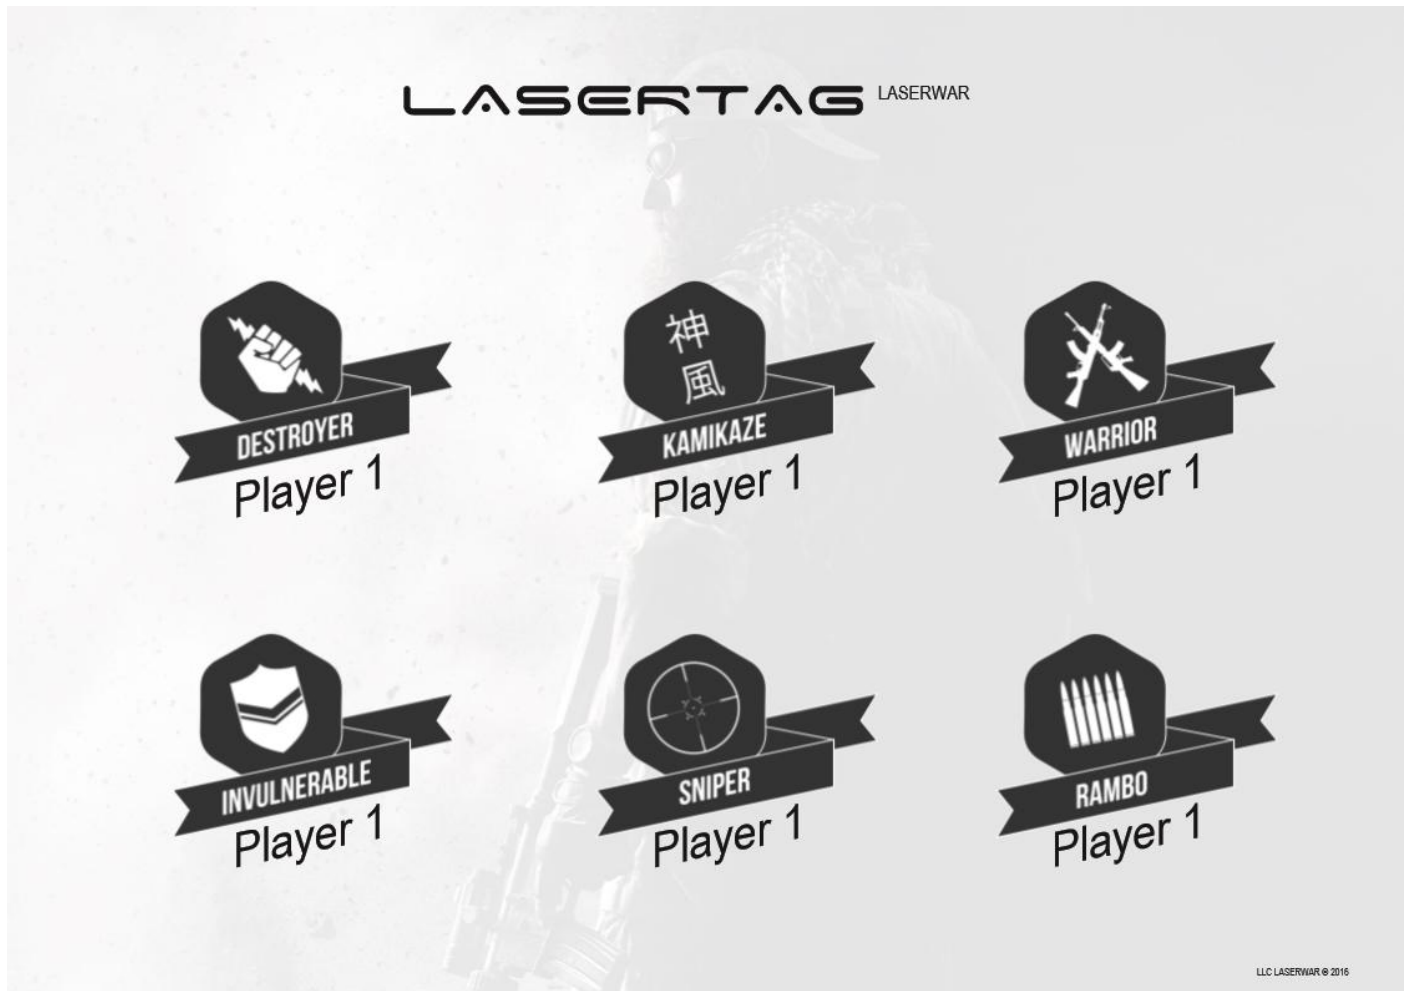 LASERTAG LASERWAR
神
風
DESTROYER
Player 1
KAMIKAZE
Player 1
WARRIOR
Player 1
INVULNERABLE
Player 1
SNIPER
Player 1
RAMBO
Player 1
LLC LASERWAR © 2016